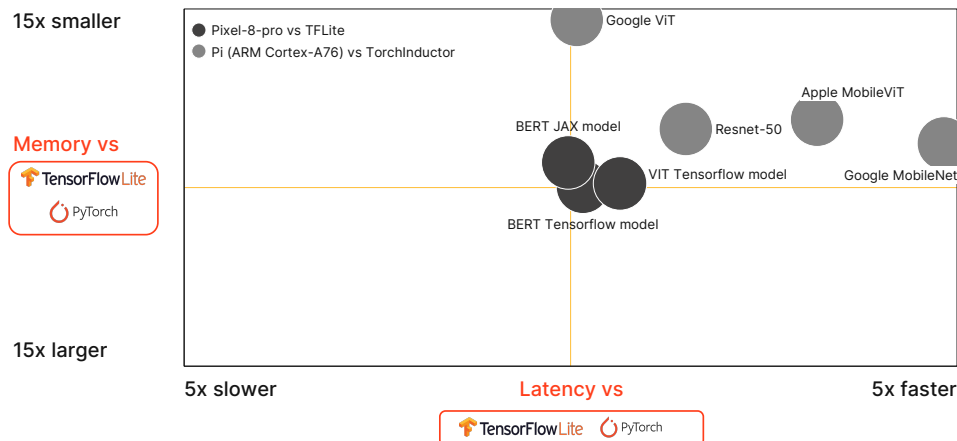 15x smaller
Pixel-8-pro vs TFLite
Pi (ARM Cortex-A76) vs TorchInductor
Google ViT
Apple MobileViT
BERT JAX model
Resnet-50
Memory vs
TensorFlowLite
PyTorch
VIT Tensorflow model
Google MobileNet
BERT Tensorflow model
15x larger
5x slower
Latency vs
5x faster
TensorFlowLite PyTorch